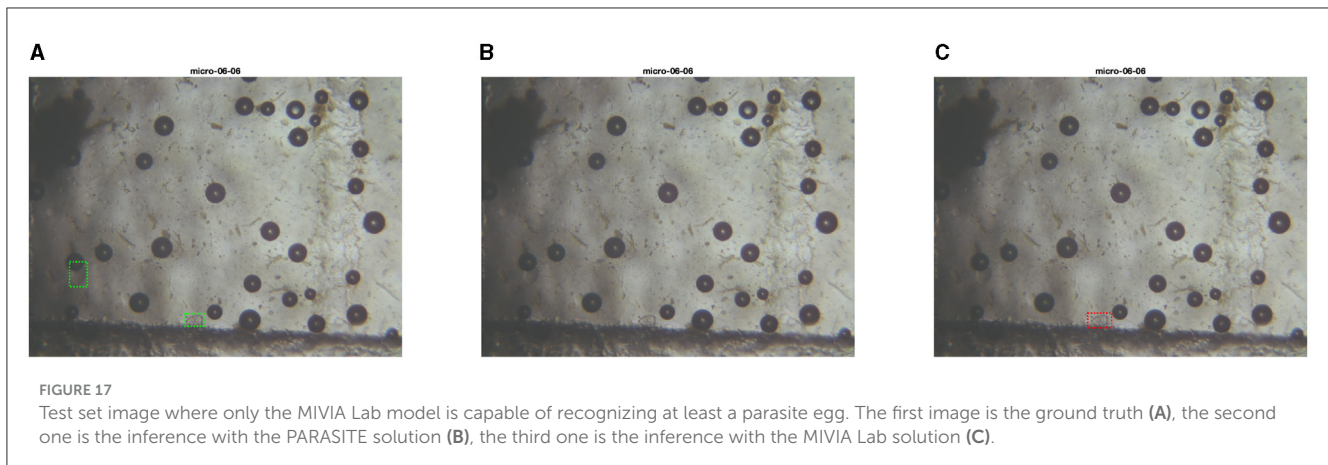 A
B
C
micro-06-06
micro-06-06
micro-06-06
FIGURE 17
Test set image where only the MIVIA Lab model is capable of recognizing at least a parasite egg. The first image is the ground truth (A), the second
one is the inference with the PARASITE solution (B), the third one is the inference with the MIVIA Lab solution (C).